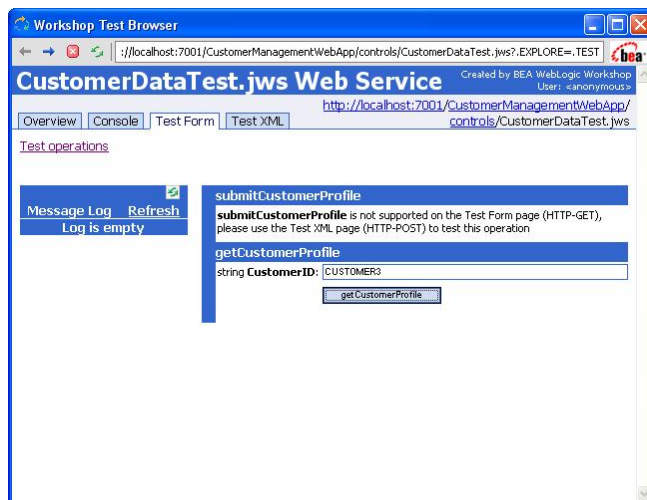 Workshop Test Browser
://localhost:7001/CustomerManagementWebApp/controls/CustomerDataTest.jws?.EXPLORE=.TEST
bea
CustomerDataTest.jws Web Service
Created by BEA WebLogic Workshop
User: <anonymous>
http://localhost:7001/CustomerManagementWebApp/
controls/CustomerDataTest.jws
Overview Console Test Form Test XML
Test operations
Message Log Refresh
Log is empty
submitCustomerProfile
submitCustomerProfile is not supported on the Test Form page (HTTP-GET),
please use the Test XML page (HTTP-POST) to test this operation
getCustomerProfile
string CustomerID: CUSTOMER3
getCustomerProfile